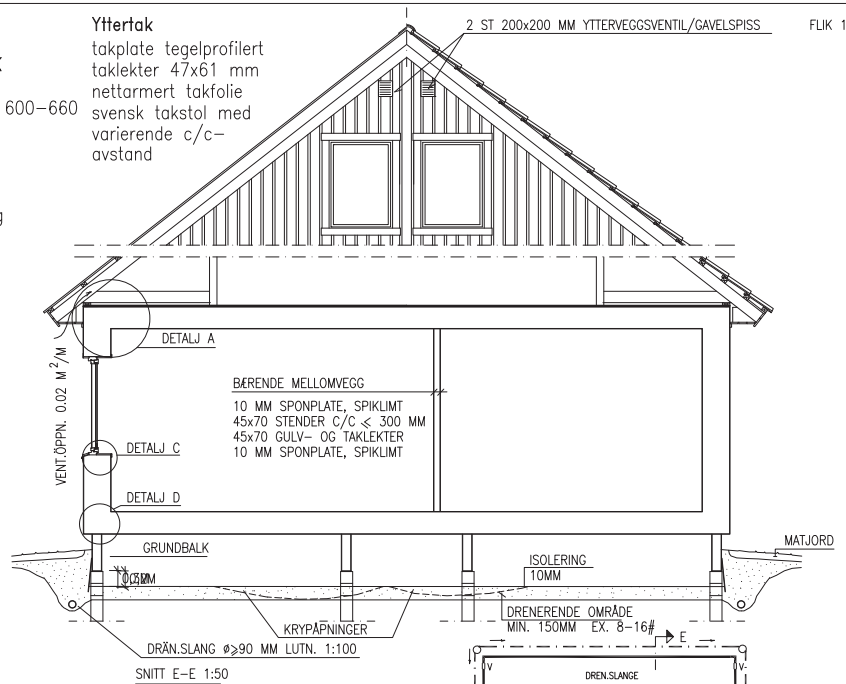 Yttertak
takplate tegelprofilert
taklekter 47x61 mm
nettarmert takfolie
600-660
svensk takstol med
varierende c/c-
avstand
2 ST 200x200 MM YTTERVEGGSVENTIL/GAVELSPISS
FLIK 1
DETALJ A
VENT.ÖPPN. 0.02 M²/M
BÆRENDE MELLOMVEGG
10 MM SPONPLATE, SPIKLIMT
45x70 STENDER C/C ⩽ 300 MM
45x70 GULV- OG TAKLEKTER
10 MM SPONPLATE, SPIKLIMT
DETALJ C
DETALJ D
GRUNDBALK
MATJORD
ISOLERING
10MM
DRENERENDE OMRÅDE
MIN. 150MM EX. 8-16#
KRYPÅPNINGER
DRÄN.SLANG ø⩾90 MM LUTN. 1:100
SNITT E-E 1:50
E
V
V
DREN.SLANGE